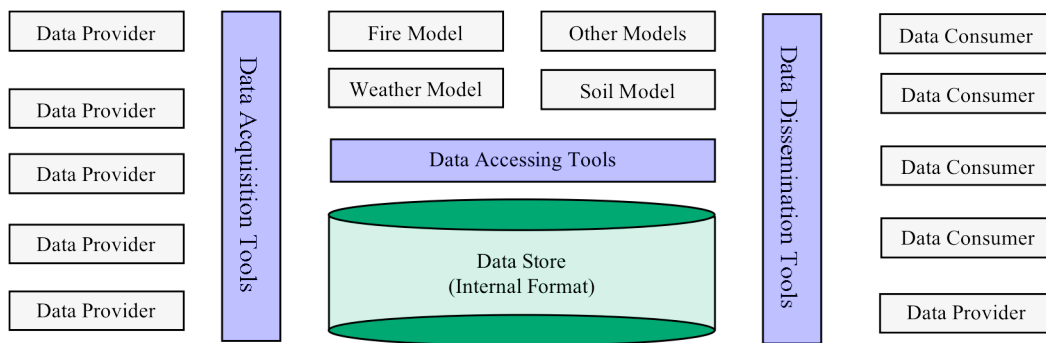 Data Provider
Data Provider
Data Provider
Data Provider
Data Provider
Data Acquisition Tools
Fire Model
Other Models
Weather Model
Soil Model
Data Accessing Tools
Data Store
(Internal Format)
Data Dissemination Tools
Data Consumer
Data Consumer
Data Consumer
Data Consumer
Data Provider